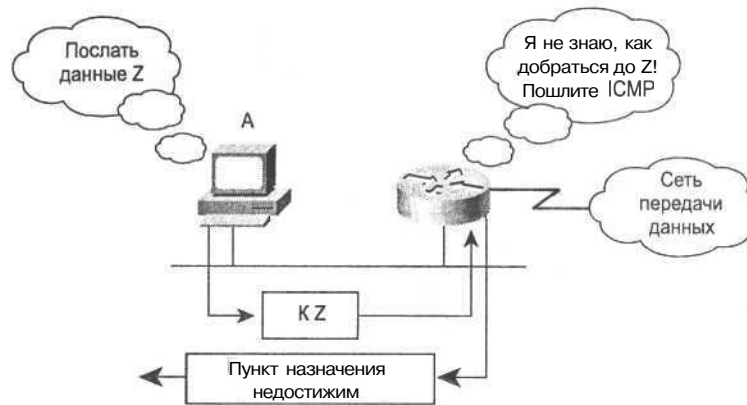 Послать
данные Z
Я не знаю, как
добраться до Z!
Пошлите ICMP
A
Сеть
передачи
данных
К Z
Пункт назначения
недостижим